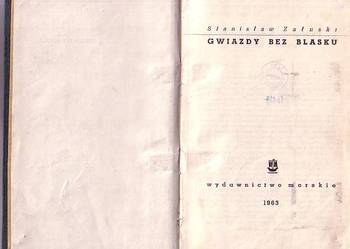 Stanisław Załuski
GWIAZDY BEZ BLASKU
wydawnictwo morskie
1963